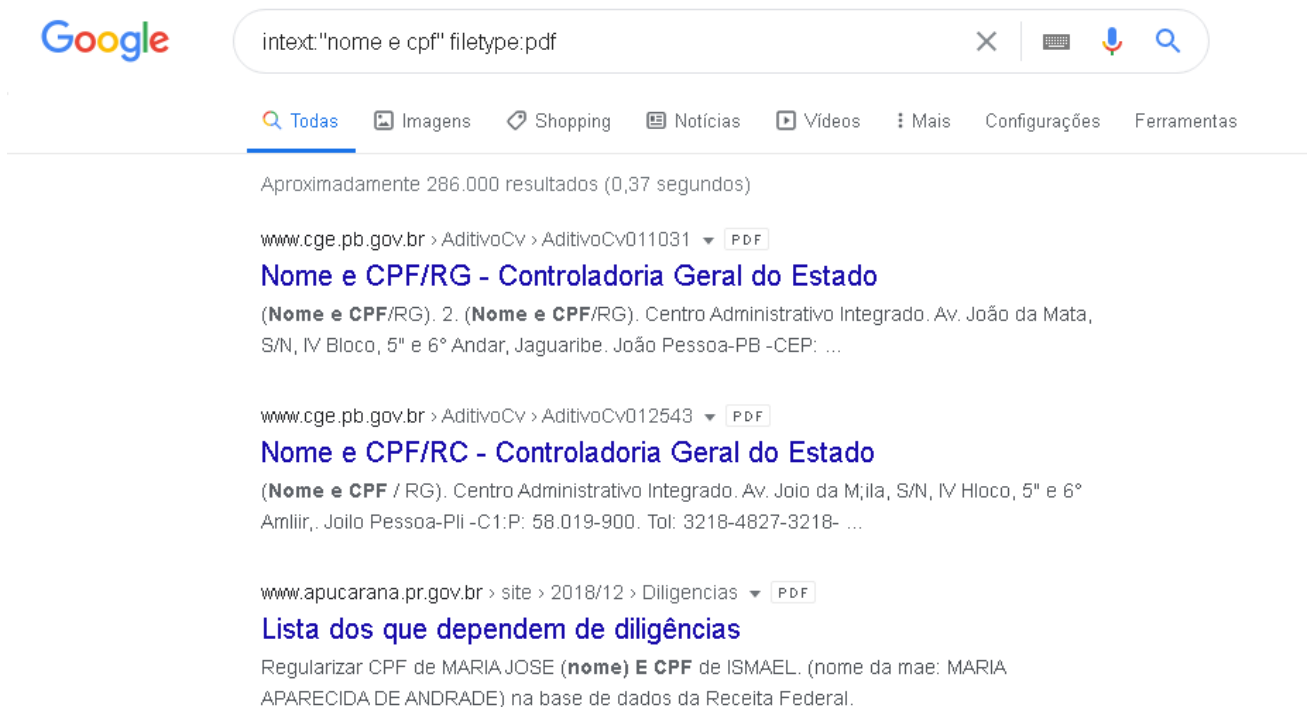 Google
intext:"nome e cpf" filetype:pdf
Todas Imagens Shopping Notícias Vídeos Mais Configurações Ferramentas
Aproximadamente 286.000 resultados (0,37 segundos)
www.cge.pb.gov.br › AditivoCv › AditivoCv011031 PDF
Nome e CPF/RG - Controladoria Geral do Estado
(Nome e CPF/RG). 2. (Nome e CPF/RG). Centro Administrativo Integrado. Av. João da Mata,
S/N, IV Bloco, 5" e 6° Andar, Jaguaribe. João Pessoa-PB -CEP: ...
www.cge.pb.gov.br › AditivoCv › AditivoCv012543 PDF
Nome e CPF/RC - Controladoria Geral do Estado
(Nome e CPF / RG). Centro Administrativo Integrado. Av. Joio da M;ila, S/N, IV Hloco, 5" e 6°
Amliir,. Joilo Pessoa-Pli -C1:P: 58.019-900. Tol: 3218-4827-3218- ...
www.apucarana.pr.gov.br › site › 2018/12 › Diligencias PDF
Lista dos que dependem de diligências
Regularizar CPF de MARIA JOSE (nome) E CPF de ISMAEL. (nome da mae: MARIA
APARECIDA DE ANDRADE) na base de dados da Receita Federal.